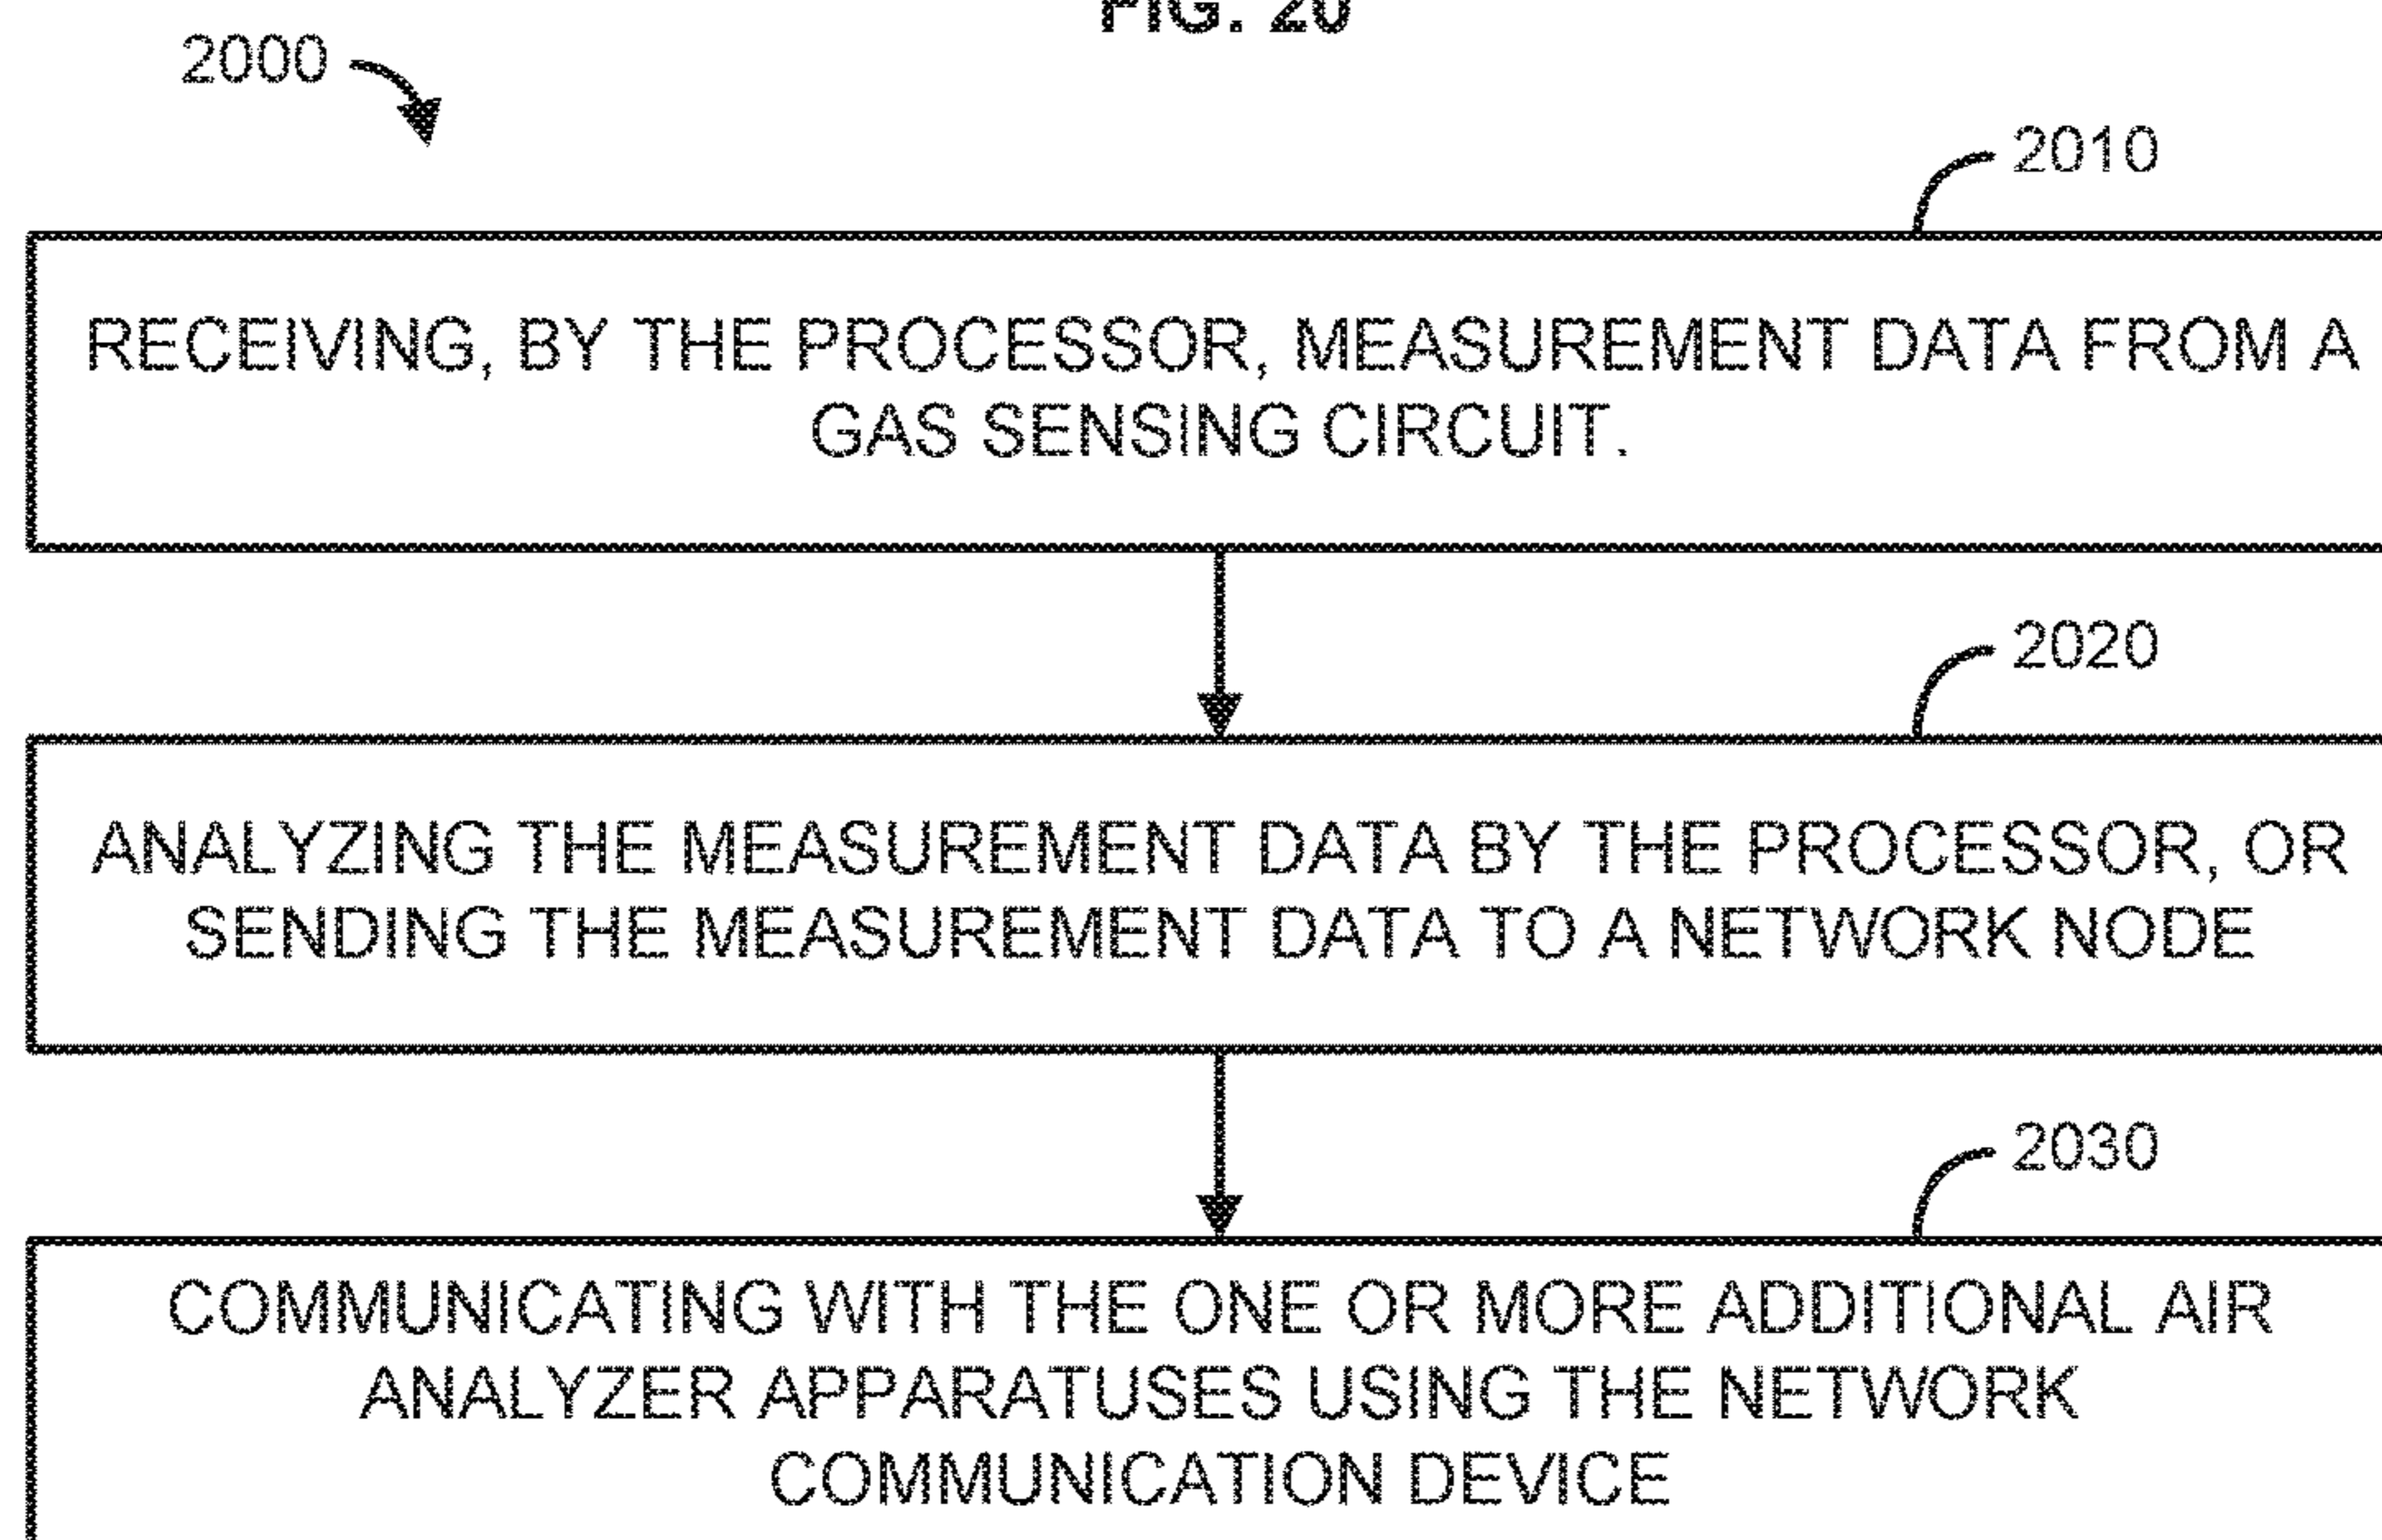 FIG. 20
2000
2010
RECEIVING, BY THE PROCESSOR, MEASUREMENT DATA FROM A
GAS SENSING CIRCUIT.
2020
ANALYZING THE MEASUREMENT DATA BY THE PROCESSOR, OR
SENDING THE MEASUREMENT DATA TO A NETWORK NODE
2030
COMMUNICATING WITH THE ONE OR MORE ADDITIONAL AIR
ANALYZER APPARATUSES USING THE NETWORK
COMMUNICATION DEVICE